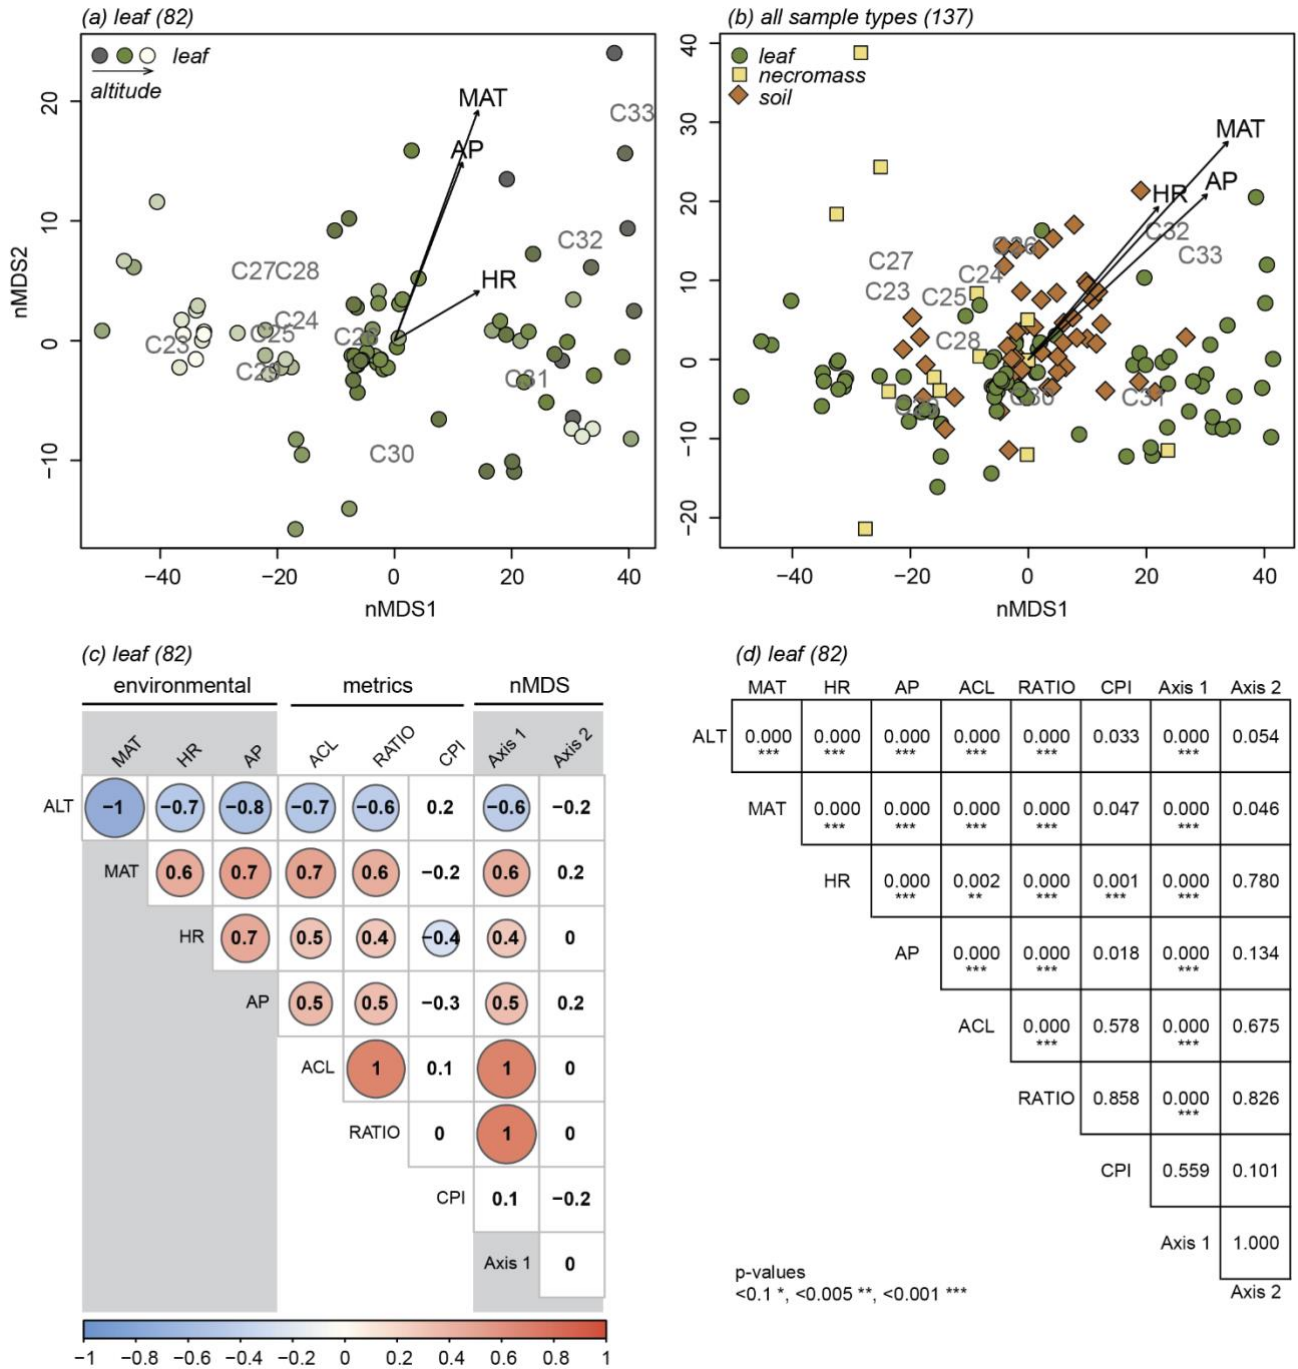 (a) leaf (82)
leaf
altitude
MAT
AP
HR
C33
C32
C27 C28
C24
C23
C25
C26
C29
C31
C30
20
10
0
−10
nMDS2
−40 −20 0 20 40
nMDS1
(b) all sample types (137)
leaf
necromass
soil
MAT
AP
HR
C32
C33
C26
C27
C24
C23
C25
C28
C30
C31
40
30
20
10
0
−10
−20
−40 −20 0 20 40
nMDS1
(c) leaf (82)
environmental metrics nMDS
MAT HR AP ACL RATIO CPI Axis 1 Axis 2
ALT −1 −0.7 −0.8 −0.7 −0.6 0.2 −0.6 −0.2
MAT 0.6 0.7 0.7 0.6 −0.2 0.6 0.2
HR 0.7 0.5 0.4 −0.4 0.4 0
AP 0.5 0.5 −0.3 0.5 0.2
ACL 1 0.1 1 0
RATIO 0 1 0
CPI 0.1 −0.2
Axis 1 0
−1 −0.8 −0.6 −0.4 −0.2 0 0.2 0.4 0.6 0.8 1
(d) leaf (82)
MAT HR AP ACL RATIO CPI Axis 1 Axis 2
ALT 0.000 0.000 0.000 0.000 0.000 0.033 0.000 0.054
*** *** *** *** *** ***
MAT 0.000 0.000 0.000 0.000 0.047 0.000 0.046
*** *** *** *** ***
HR 0.000 0.002 0.000 0.001 0.000 0.780
*** ** *** *** ***
AP 0.000 0.000 0.018 0.000 0.134
*** *** ***
ACL 0.000 0.578 0.000 0.675
*** ***
RATIO 0.858 0.000 0.826
***
CPI 0.559 0.101
Axis 1 1.000
Axis 2
p-values
<0.1 *, <0.005 **, <0.001 ***